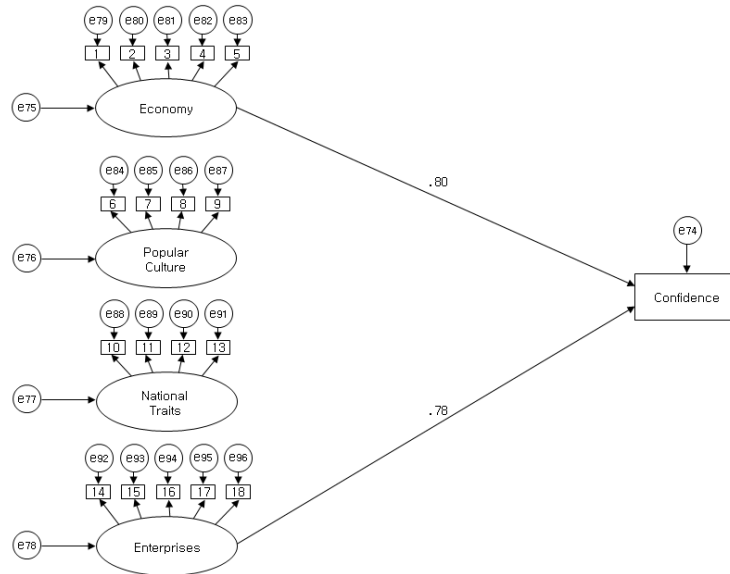 e79 e80 e81 e82 e83
1 2 3 4 5
e75
Economy
.80
e84 e85 e86 e87
6 7 8 9
e76
Popular
Culture
e74
Confidence
e88 e89 e90 e91
10 11 12 13
e77
National
Traits
.78
e92 e93 e94 e95 e96
14 15 16 17 18
e78
Enterprises